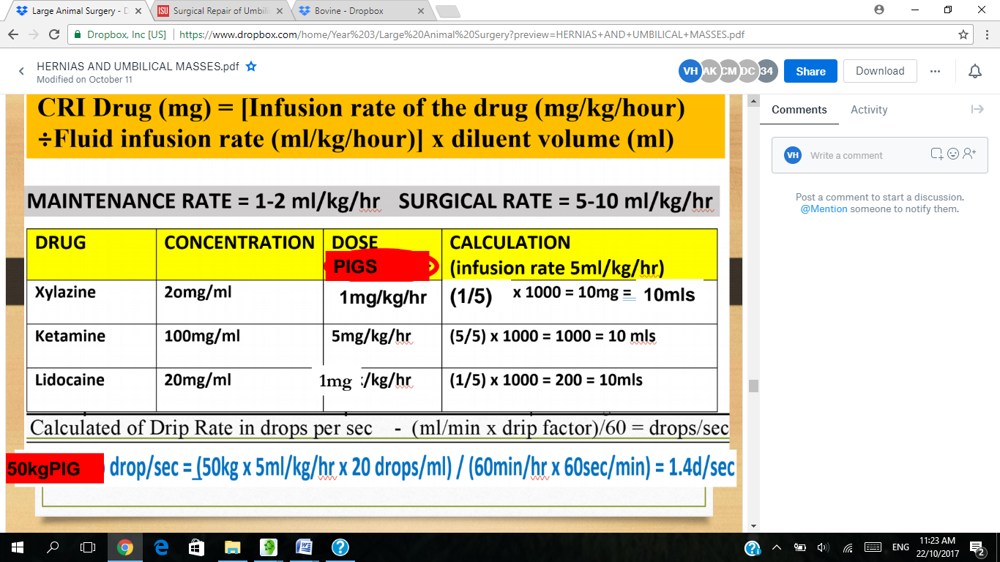 Large Animal Surgery - D
Surgical Repair of Umbili
Bovine - Dropbox
Dropbox, Inc [US] | https://www.dropbox.com/home/Year%203/Large%20Animal%20Surgery?preview=HERNIAS+AND+UMBILICAL+MASSES.pdf
HERNIAS AND UMBILICAL MASSES.pdf
Modified on October 11
VH AK CM DC 34
Share
Download
CRI Drug (mg) = [Infusion rate of the drug (mg/kg/hour)
÷Fluid infusion rate (ml/kg/hour)] x diluent volume (ml)
MAINTENANCE RATE = 1-2 ml/kg/hr SURGICAL RATE = 5-10 ml/kg/hr
DRUG CONCENTRATION DOSE CALCULATION
PIGS (infusion rate 5ml/kg/hr)
Xylazine 2omg/ml 1mg/kg/hr (1/5) x 1000 = 10mg = 10mls
Ketamine 100mg/ml 5mg/kg/hr (5/5) x 1000 = 1000 = 10 mls
Lidocaine 20mg/ml 1mg /kg/hr (1/5) x 1000 = 200 = 10mls
Calculated of Drip Rate in drops per sec - (ml/min x drip factor)/60 = drops/sec
50kgPIG drop/sec = (50kg x 5ml/kg/hr x 20 drops/ml) / (60min/hr x 60sec/min) = 1.4d/sec
Comments
Activity
VH
Write a comment
Post a comment to start a discussion.
@Mention someone to notify them.
ISU
ENG
11:23 AM
22/10/2017
2